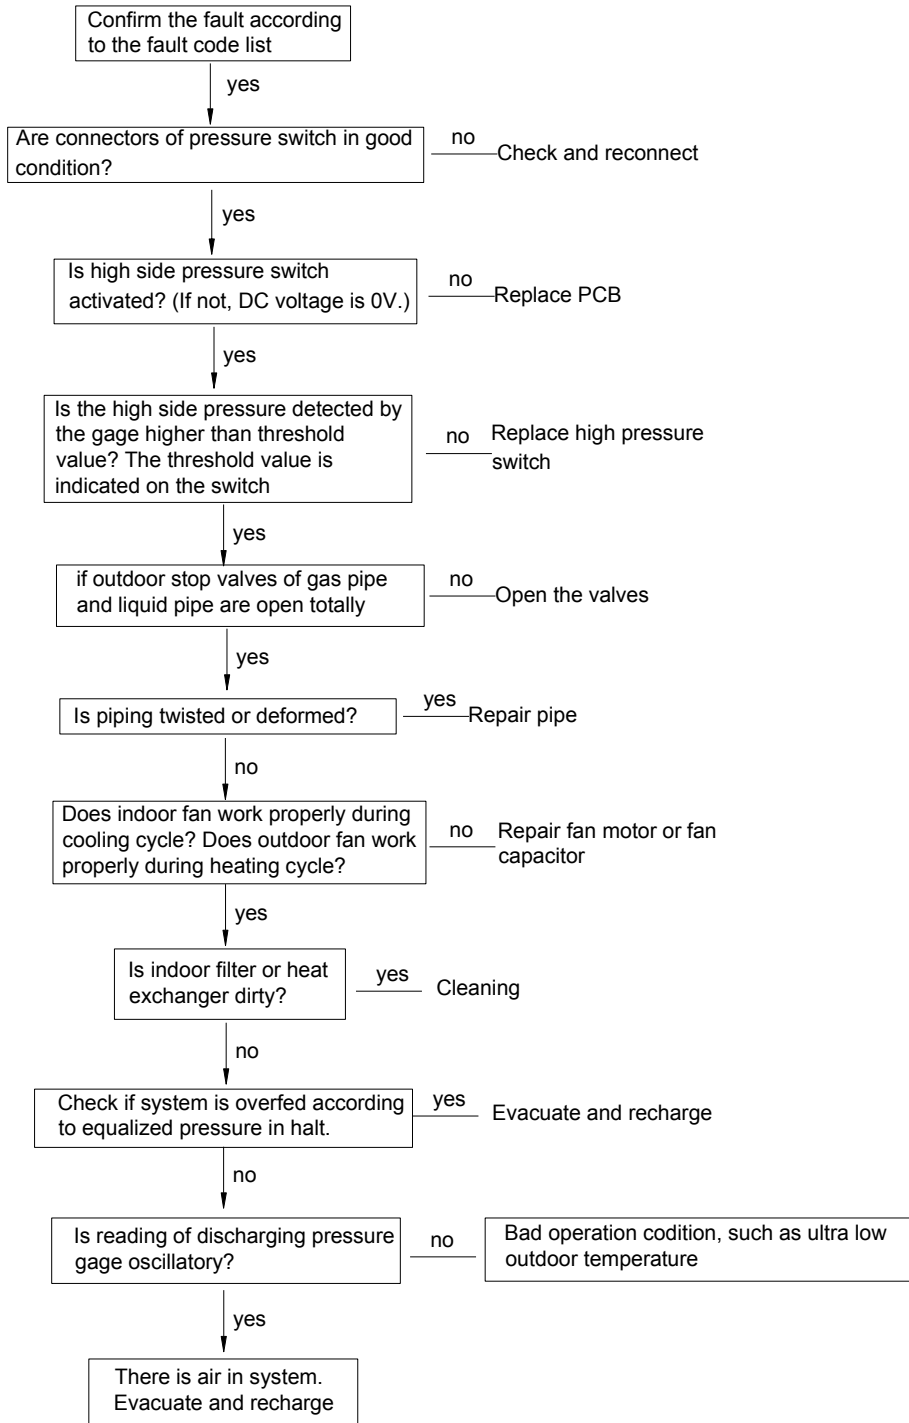 Confirm the fault according
to the fault code list
yes
Are connectors of pressure switch in good
condition?
no
Check and reconnect
yes
Is high side pressure switch
activated? (If not, DC voltage is 0V.)
no
Replace PCB
yes
Is the high side pressure detected by
the gage higher than threshold
value? The threshold value is
indicated on the switch
no
Replace high pressure
switch
yes
if outdoor stop valves of gas pipe
and liquid pipe are open totally
no
Open the valves
yes
Is piping twisted or deformed?
yes
Repair pipe
no
Does indoor fan work properly during
cooling cycle? Does outdoor fan work
properly during heating cycle?
no
Repair fan motor or fan
capacitor
yes
Is indoor filter or heat
exchanger dirty?
yes
Cleaning
no
Check if system is overfed according
to equalized pressure in halt.
yes
Evacuate and recharge
no
Is reading of discharging pressure
gage oscillatory?
no
Bad operation codition, such as ultra low
outdoor temperature
yes
There is air in system.
Evacuate and recharge